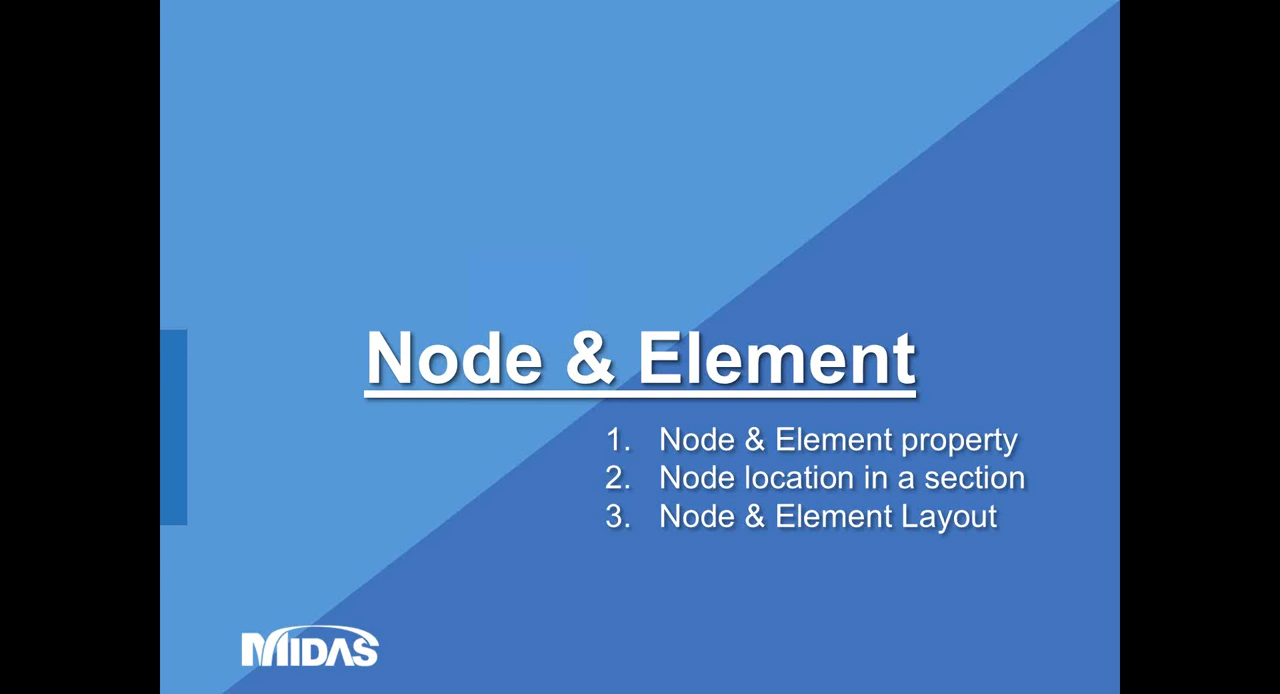 Node & Element
1. Node & Element property
2. Node location in a section
3. Node & Element Layout
MIDAS